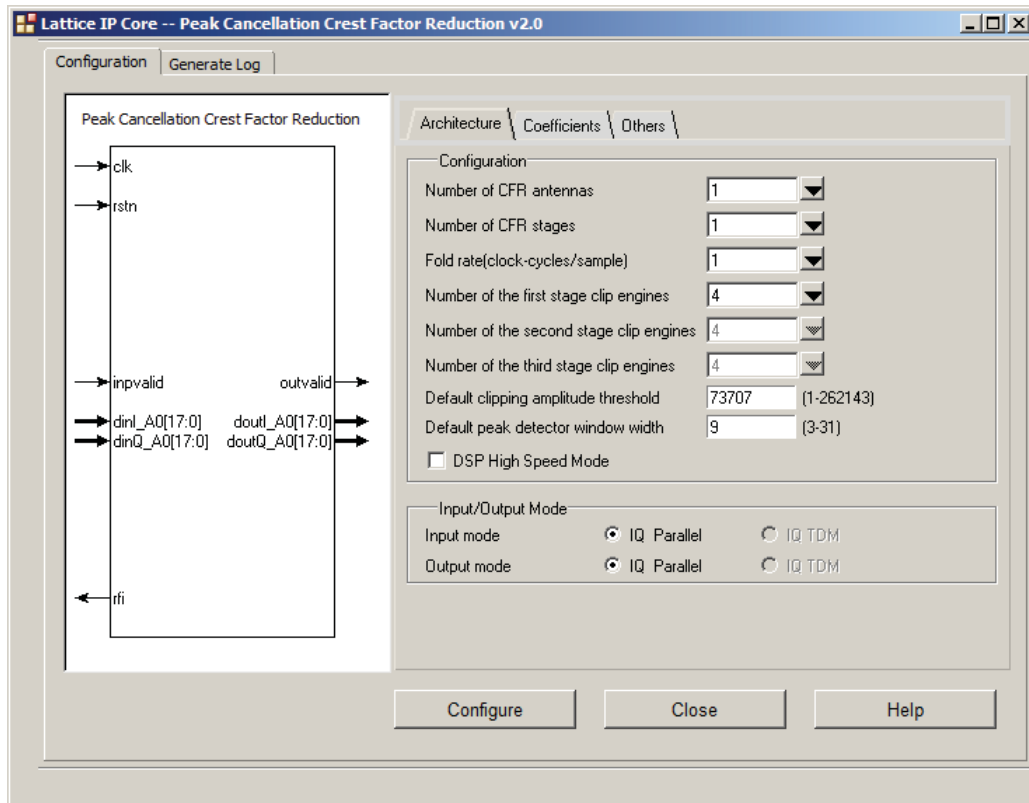 Lattice IP Core -- Peak Cancellation Crest Factor Reduction v2.0
Configuration Generate Log
Peak Cancellation Crest Factor Reduction
clk
rstn
inpvalid outvalid
dinI_A0[17:0] doutI_A0[17:0]
dinQ_A0[17:0] doutQ_A0[17:0]
rfi
Architecture Coefficients Others
Configuration
Number of CFR antennas 1
Number of CFR stages 1
Fold rate(clock-cycles/sample) 1
Number of the first stage clip engines 4
Number of the second stage clip engines 4
Number of the third stage clip engines 4
Default clipping amplitude threshold 73707 (1-262143)
Default peak detector window width 9 (3-31)
DSP High Speed Mode
Input/Output Mode
Input mode IQ Parallel IQ TDM
Output mode IQ Parallel IQ TDM
Configure Close Help